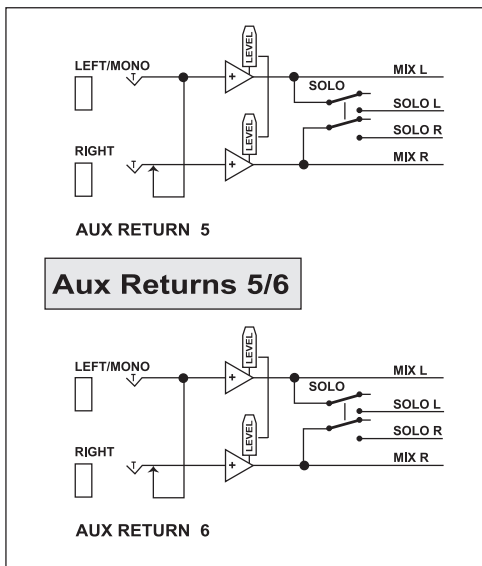 LEVEL
LEFT/MONO
T
+
SOLO
MIX L
SOLO L
SOLO R
MIX R
LEVEL
RIGHT
T
+
AUX RETURN 5
Aux Returns 5/6
LEVEL
LEFT/MONO
T
+
SOLO
MIX L
SOLO L
SOLO R
MIX R
LEVEL
RIGHT
T
+
AUX RETURN 6